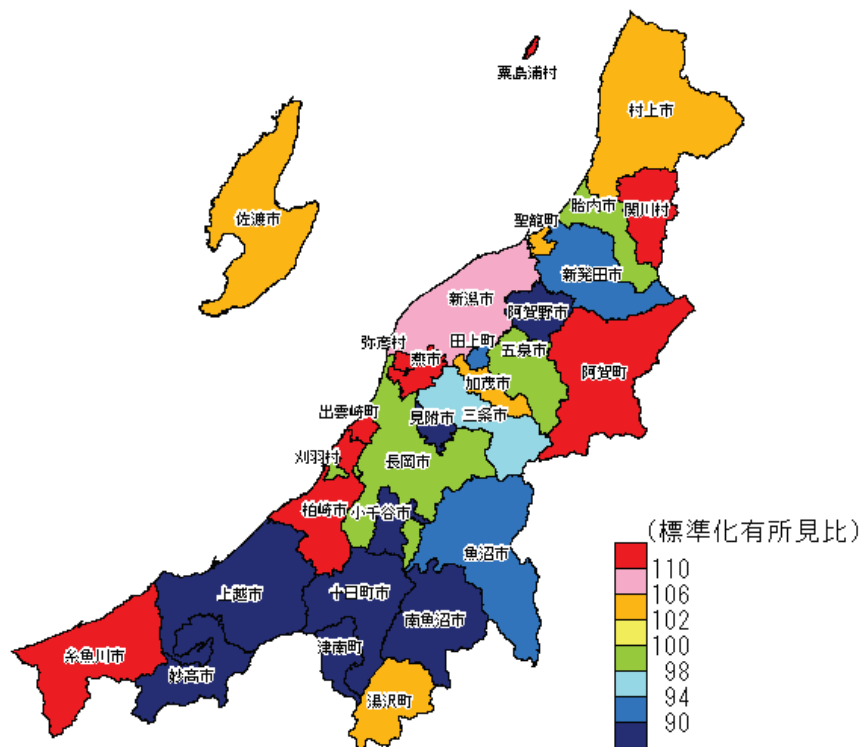 粟島浦村
村上市
佐渡市
胎内市
関川村
聖籠町
新発田市
新潟市
阿賀野市
弥彦村
田上町
五泉市
燕市
阿賀町
加茂市
出雲崎町
見附市
三条市
刈羽村
長岡市
柏崎市
小千谷市
魚沼市
上越市
十日町市
南魚沼市
津南町
糸魚川市
妙高市
湯沢町
(標準化有所見比)
110
106
102
100
98
94
90